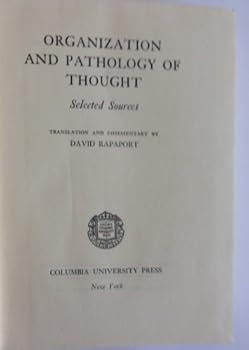 ORGANIZATION
AND PATHOLOGY OF
THOUGHT
Selected Sources
TRANSLATION AND COMMENTARY BY
DAVID RAPAPORT
COLUMBIA UNIVERSITY PRESS
New York